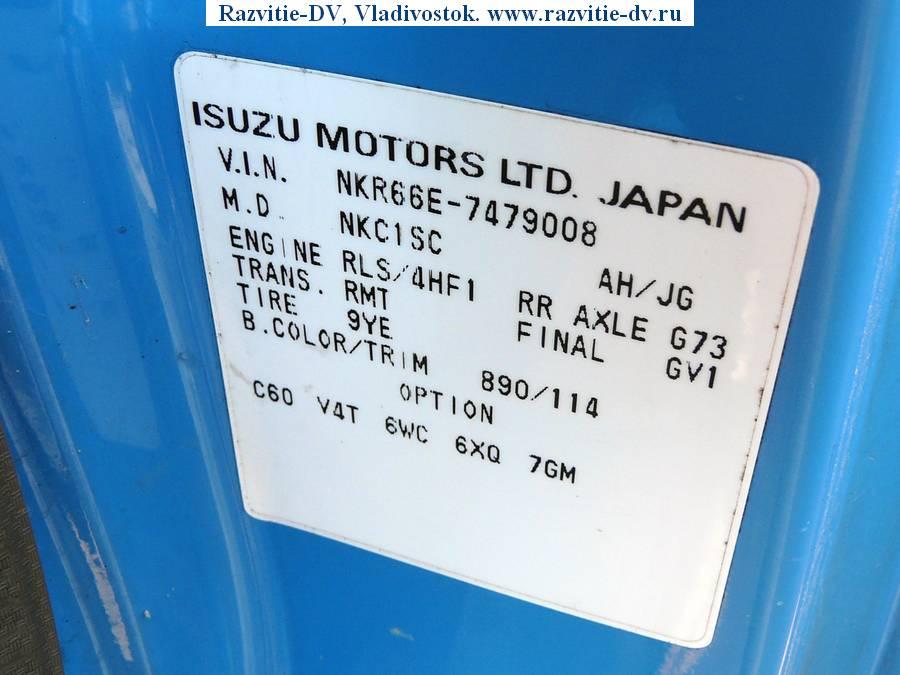 Razvitie-DV, Vladivostok. www.razvitie-dv.ru
ISUZU MOTORS LTD. JAPAN
V.I.N. NKR66E-7479008
M.D. NKC1SC AH/JG
ENGINE RLS/4HF1 RR AXLE G73
TRANS. RMT FINAL GV1
TIRE 9YE
B.COLOR/TRIM 890/114
OPTION
C60 V4T 6WC 6XQ 7GM